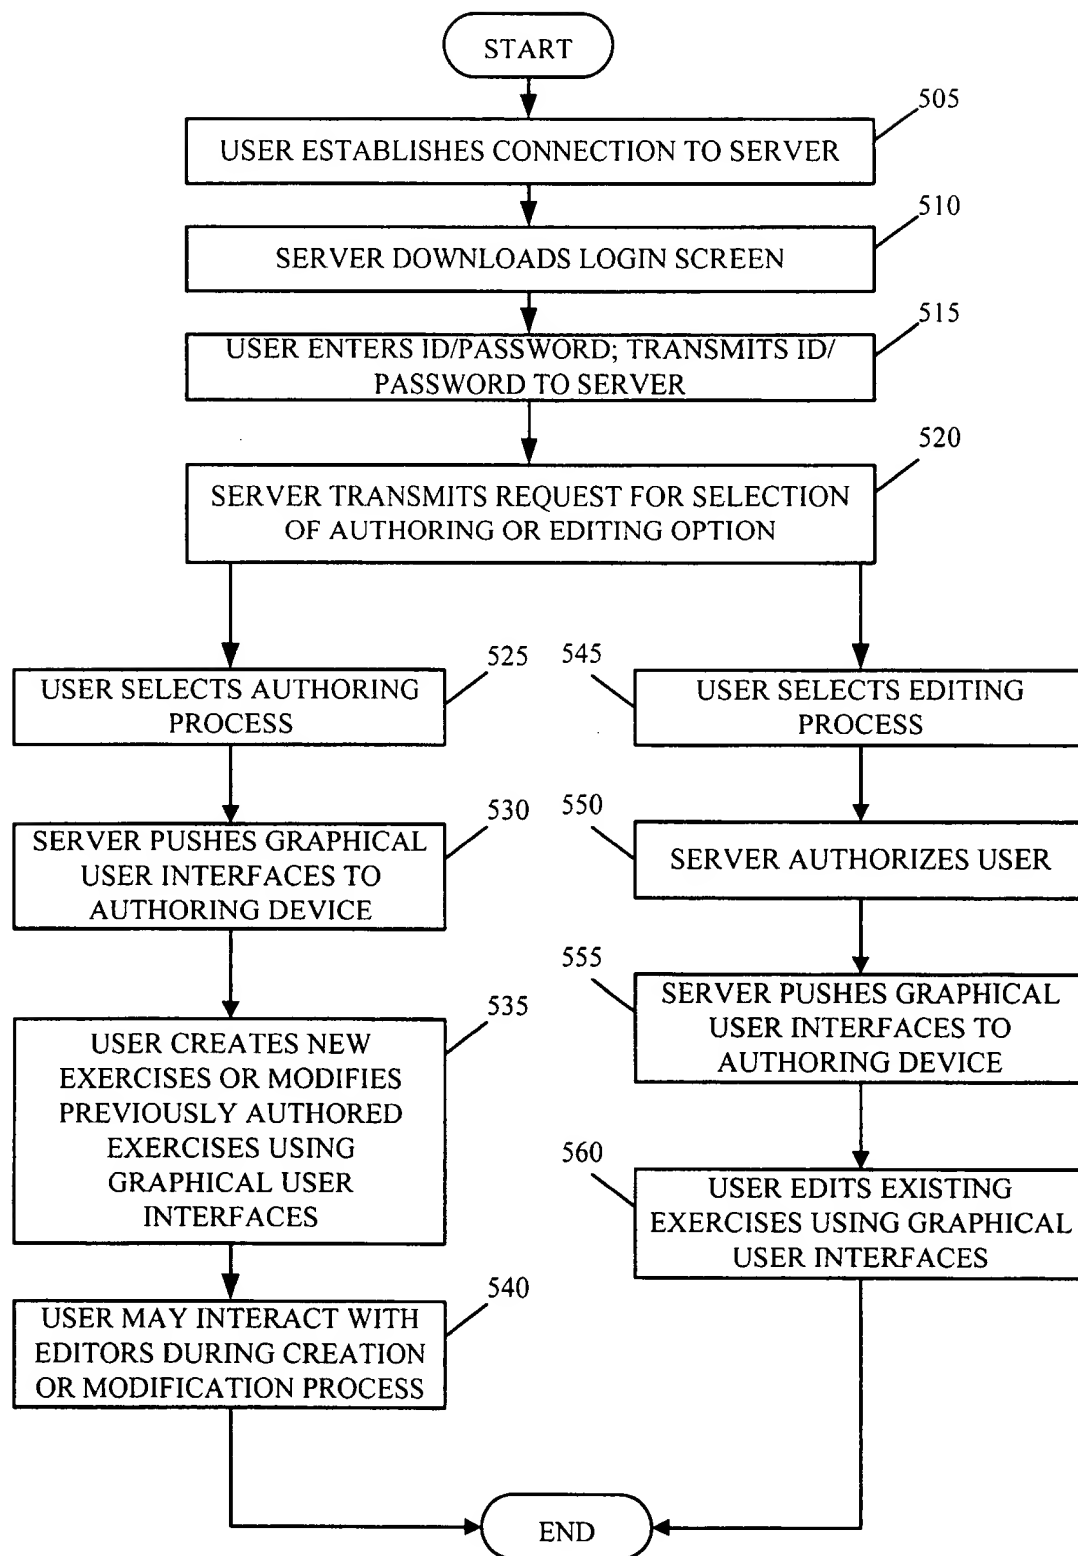 START
505
USER ESTABLISHES CONNECTION TO SERVER
510
SERVER DOWNLOADS LOGIN SCREEN
515
USER ENTERS ID/PASSWORD; TRANSMITS ID/
PASSWORD TO SERVER
520
SERVER TRANSMITS REQUEST FOR SELECTION
OF AUTHORING OR EDITING OPTION
525
USER SELECTS AUTHORING
PROCESS
530
SERVER PUSHES GRAPHICAL
USER INTERFACES TO
AUTHORING DEVICE
535
USER CREATES NEW
EXERCISES OR MODIFIES
PREVIOUSLY AUTHORED
EXERCISES USING
GRAPHICAL USER
INTERFACES
540
USER MAY INTERACT WITH
EDITORS DURING CREATION
OR MODIFICATION PROCESS
545
USER SELECTS EDITING
PROCESS
550
SERVER AUTHORIZES USER
555
SERVER PUSHES GRAPHICAL
USER INTERFACES TO
AUTHORING DEVICE
560
USER EDITS EXISTING
EXERCISES USING GRAPHICAL
USER INTERFACES
END